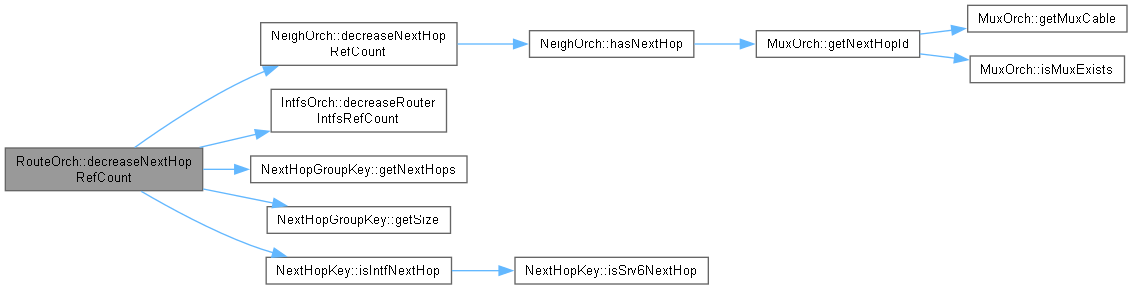 NeighOrch::decreaseNextHop
RefCount
NeighOrch::hasNextHop
MuxOrch::getNextHopId
MuxOrch::getMuxCable
MuxOrch::isMuxExists
IntfsOrch::decreaseRouter
IntfsRefCount
RouteOrch::decreaseNextHop
RefCount
NextHopGroupKey::getNextHops
NextHopGroupKey::getSize
NextHopKey::isIntfNextHop
NextHopKey::isSrv6NextHop